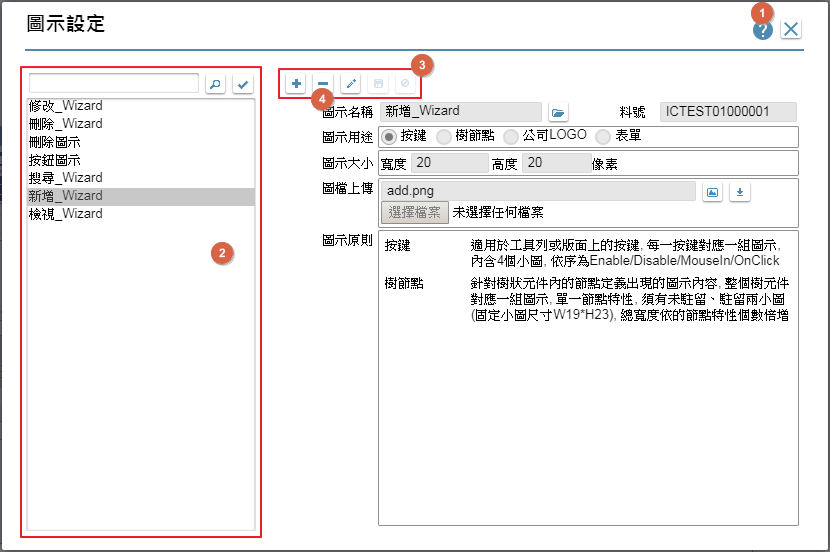 圖示設定
1
?
3
4
修改_Wizard
刪除_Wizard
刪除圖示
按鈕圖示
搜尋_Wizard
新增_Wizard
檢視_Wizard
2
圖示名稱 新增_Wizard 料號 ICTEST01000001
圖示用途 按鍵 樹節點 公司LOGO 表單
圖示大小 寬度 20 高度 20 像素
圖檔上傳 add.png
選擇檔案 未選擇任何檔案
圖示原則
按鍵 適用於工具列或版面上的按鍵, 每一按鍵對應一組圖示,
內含4個小圖, 依序為Enable/Disable/MouseIn/OnClick
樹節點 針對樹狀元件內的節點定義出現的圖示內容, 整個樹元件
對應一組圖示, 單一節點特性, 須有未駐留、駐留兩小圖
(固定小圖尺寸W19*H23), 總寬度依的節點特性個數倍增